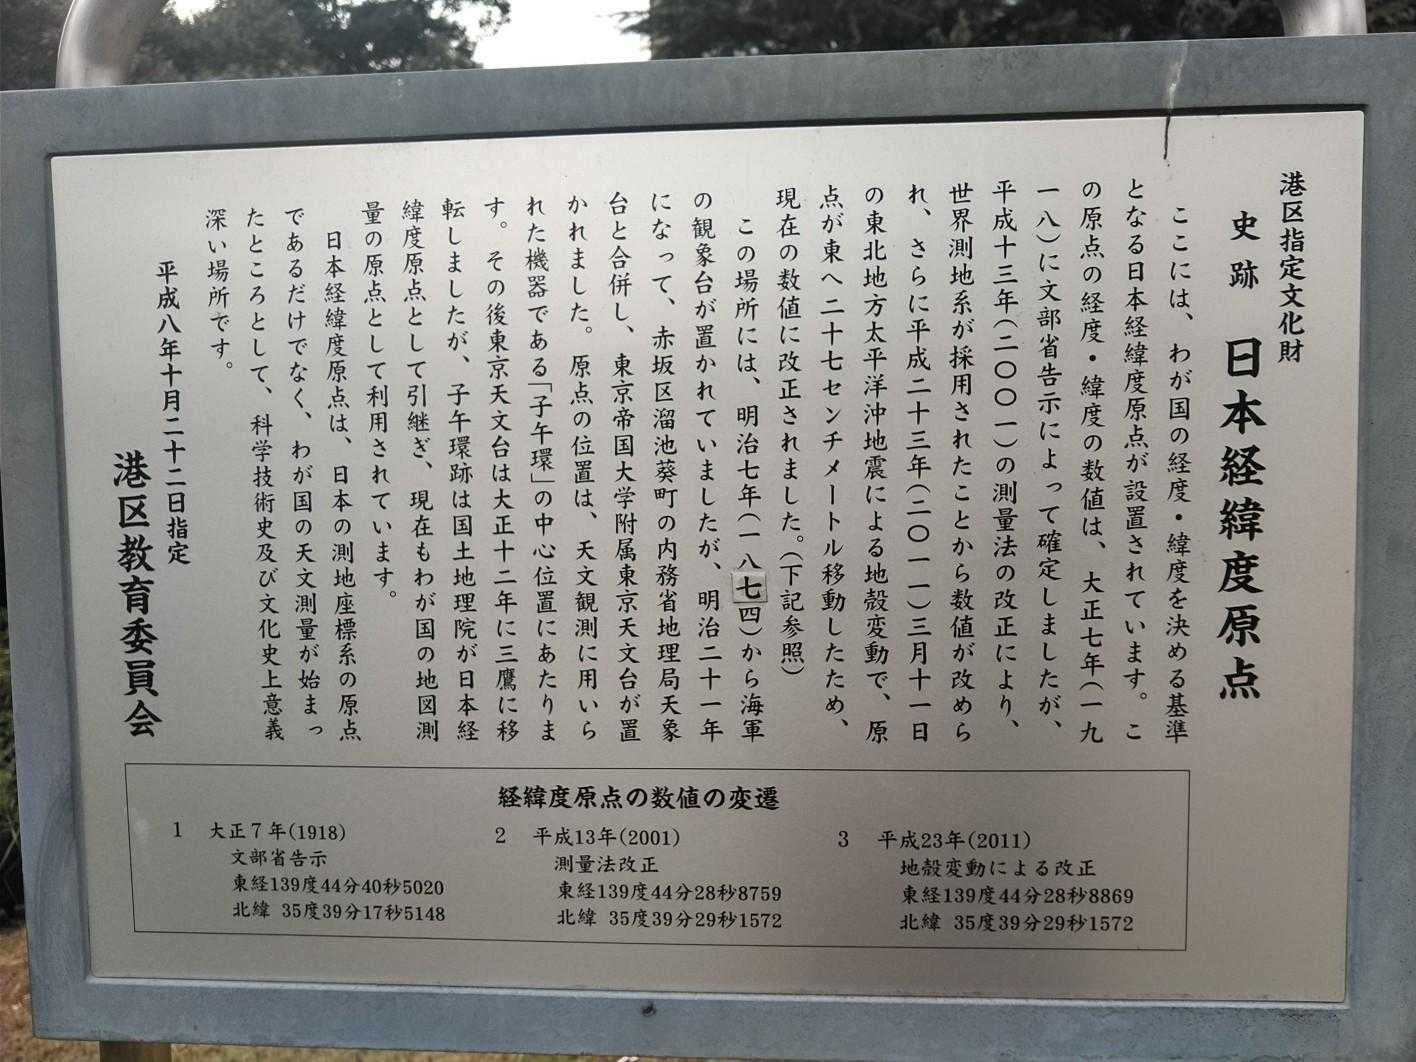 港区指定文化財
史跡 日本経緯度原点
ここには、わが国の経度・緯度を決める基準
となる日本経緯度原点が設置されています。こ
の原点の経度・緯度の数値は、大正七年(一九
一八)に文部省告示によって確定しましたが、
平成十三年(二〇〇一)の測量法の改正により、
世界測地系が採用されたことから数値が改めら
れ、さらに平成二十三年(二〇一一)三月十一日
の東北地方太平洋沖地震による地殻変動で、原
点が東へ二十七センチメートル移動したため、
現在の数値に改正されました。(下記参照)
この場所には、明治七年(一八七四)から海軍
の観象台が置かれていましたが、明治二十一年
になって、赤坂区溜池葵町の内務省地理局天象
台と合併し、東京帝国大学附属東京天文台が置
かれました。原点の位置は、天文観測に用いら
れた機器である「子午環」の中心位置にあたりま
す。その後東京天文台は大正十二年に三鷹に移
転しましたが、子午環跡は国土地理院が日本経
緯度原点として引継ぎ、現在もわが国の地図測
量の原点として利用されています。
日本経緯度原点は、日本の測地座標系の原点
であるだけでなく、わが国の天文測量が始まっ
たところとして、科学技術史及び文化史上意義
深い場所です。
平成八年十月二十二日指定
港区教育委員会
経緯度原点の数値の変遷
1 大正7年(1918)
文部省告示
東経139度44分40秒5020
北緯 35度39分17秒5148
2 平成13年(2001)
測量法改正
東経139度44分28秒8759
北緯 35度39分29秒1572
3 平成23年(2011)
地殻変動による改正
東経139度44分28秒8869
北緯 35度39分29秒1572